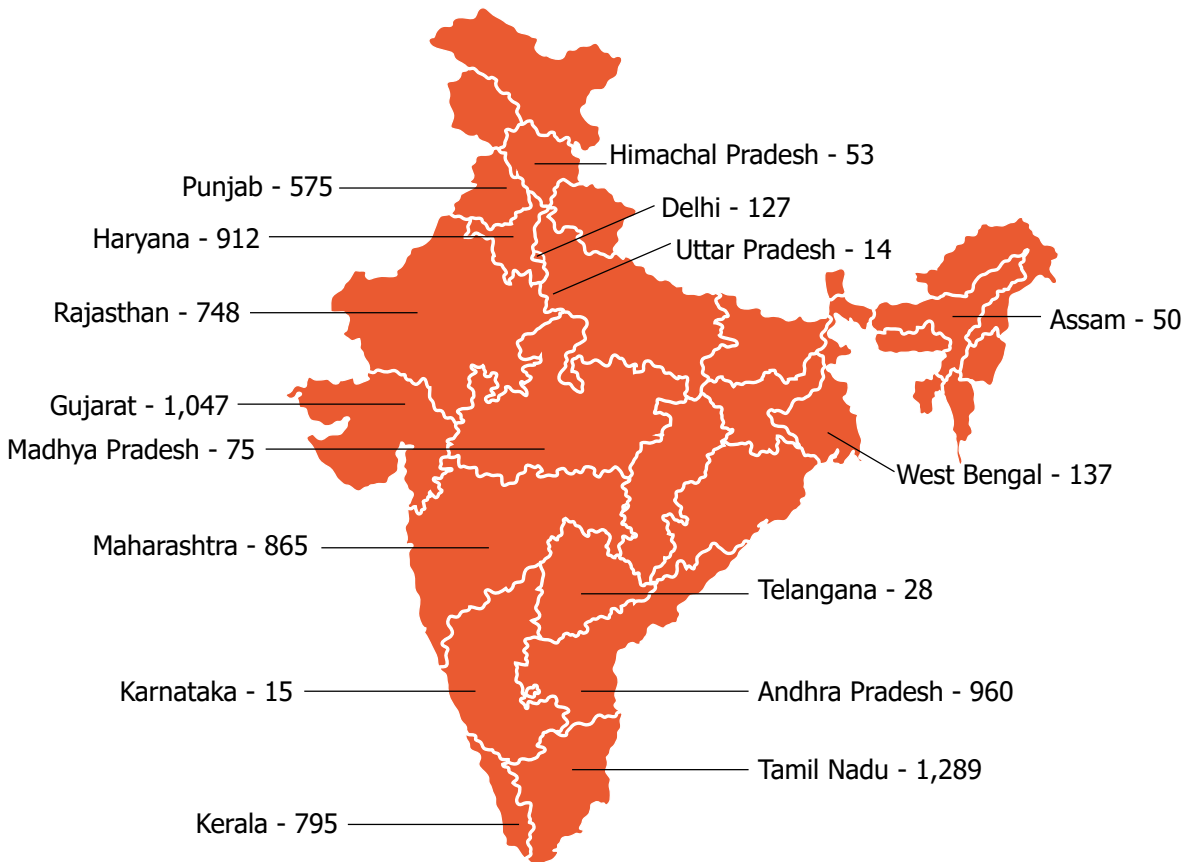 Himachal Pradesh - 53
Punjab - 575
Delhi - 127
Haryana - 912
Uttar Pradesh - 14
Rajasthan - 748
Assam - 50
Gujarat - 1,047
Madhya Pradesh - 75
West Bengal - 137
Maharashtra - 865
Telangana - 28
Karnataka - 15
Andhra Pradesh - 960
Tamil Nadu - 1,289
Kerala - 795